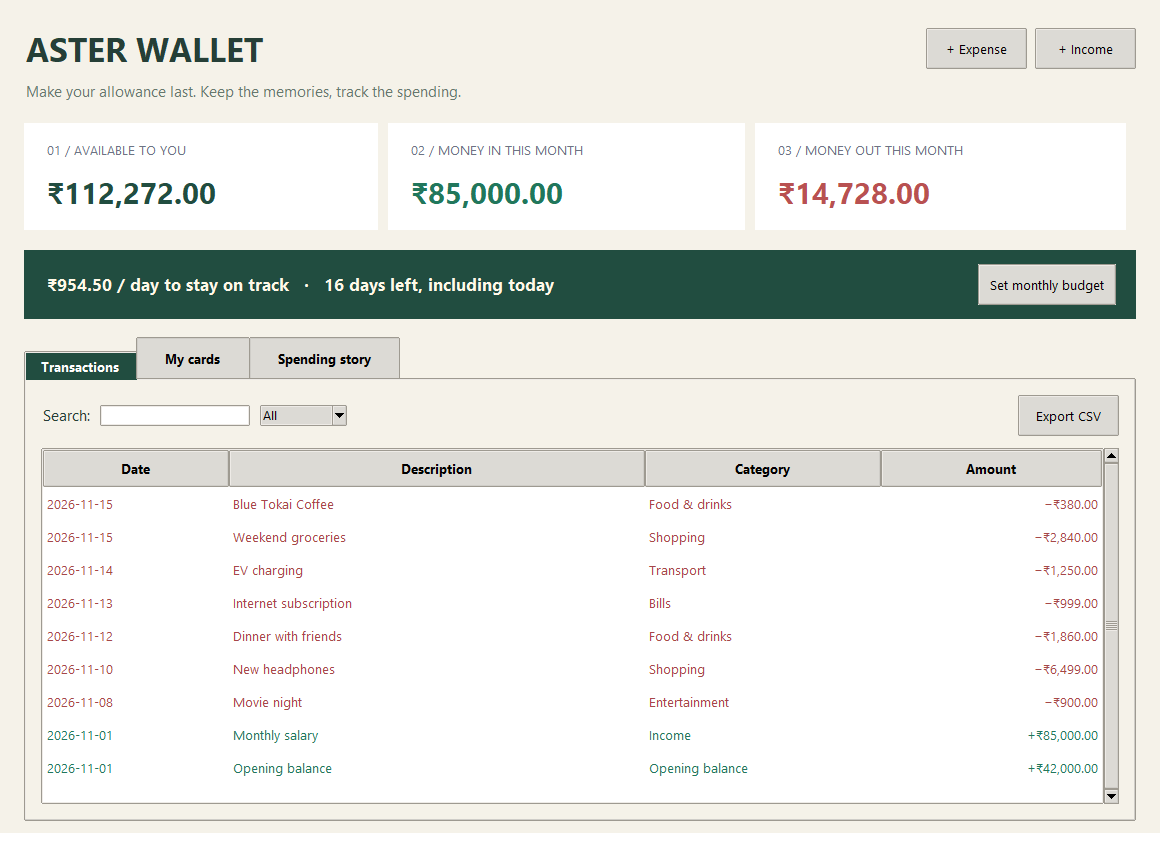 ASTER WALLET
+ Expense
+ Income
Make your allowance last. Keep the memories, track the spending.
01 / AVAILABLE TO YOU
₹112,272.00
02 / MONEY IN THIS MONTH
₹85,000.00
03 / MONEY OUT THIS MONTH
₹14,728.00
₹954.50 / day to stay on track · 16 days left, including today
Set monthly budget
Transactions
My cards
Spending story
Search:
All
Export CSV
Date Description Category Amount
2026-11-15 Blue Tokai Coffee Food & drinks −₹380.00
2026-11-15 Weekend groceries Shopping −₹2,840.00
2026-11-14 EV charging Transport −₹1,250.00
2026-11-13 Internet subscription Bills −₹999.00
2026-11-12 Dinner with friends Food & drinks −₹1,860.00
2026-11-10 New headphones Shopping −₹6,499.00
2026-11-08 Movie night Entertainment −₹900.00
2026-11-01 Monthly salary Income +₹85,000.00
2026-11-01 Opening balance Opening balance +₹42,000.00